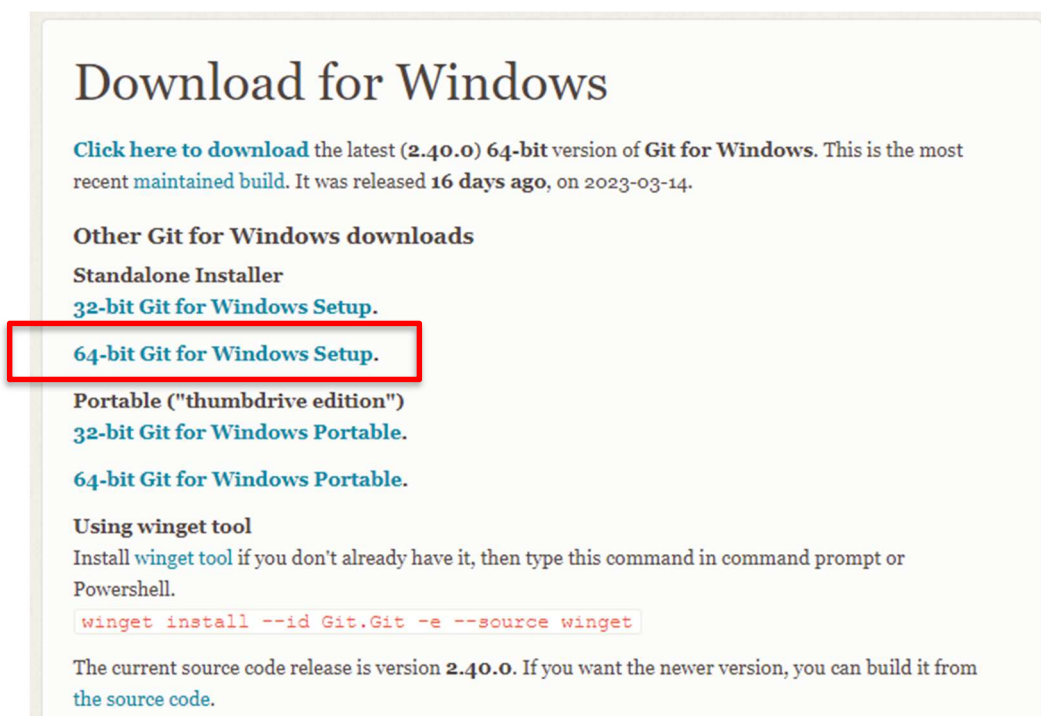 Download for Windows
Click here to download the latest (2.40.0) 64-bit version of Git for Windows. This is the most
recent maintained build. It was released 16 days ago, on 2023-03-14.
Other Git for Windows downloads
Standalone Installer
32-bit Git for Windows Setup.
64-bit Git for Windows Setup.
Portable ("thumbdrive edition")
32-bit Git for Windows Portable.
64-bit Git for Windows Portable.
Using winget tool
Install winget tool if you don't already have it, then type this command in command prompt or
Powershell.
winget install --id Git.Git -e --source winget
The current source code release is version 2.40.0. If you want the newer version, you can build it from
the source code.